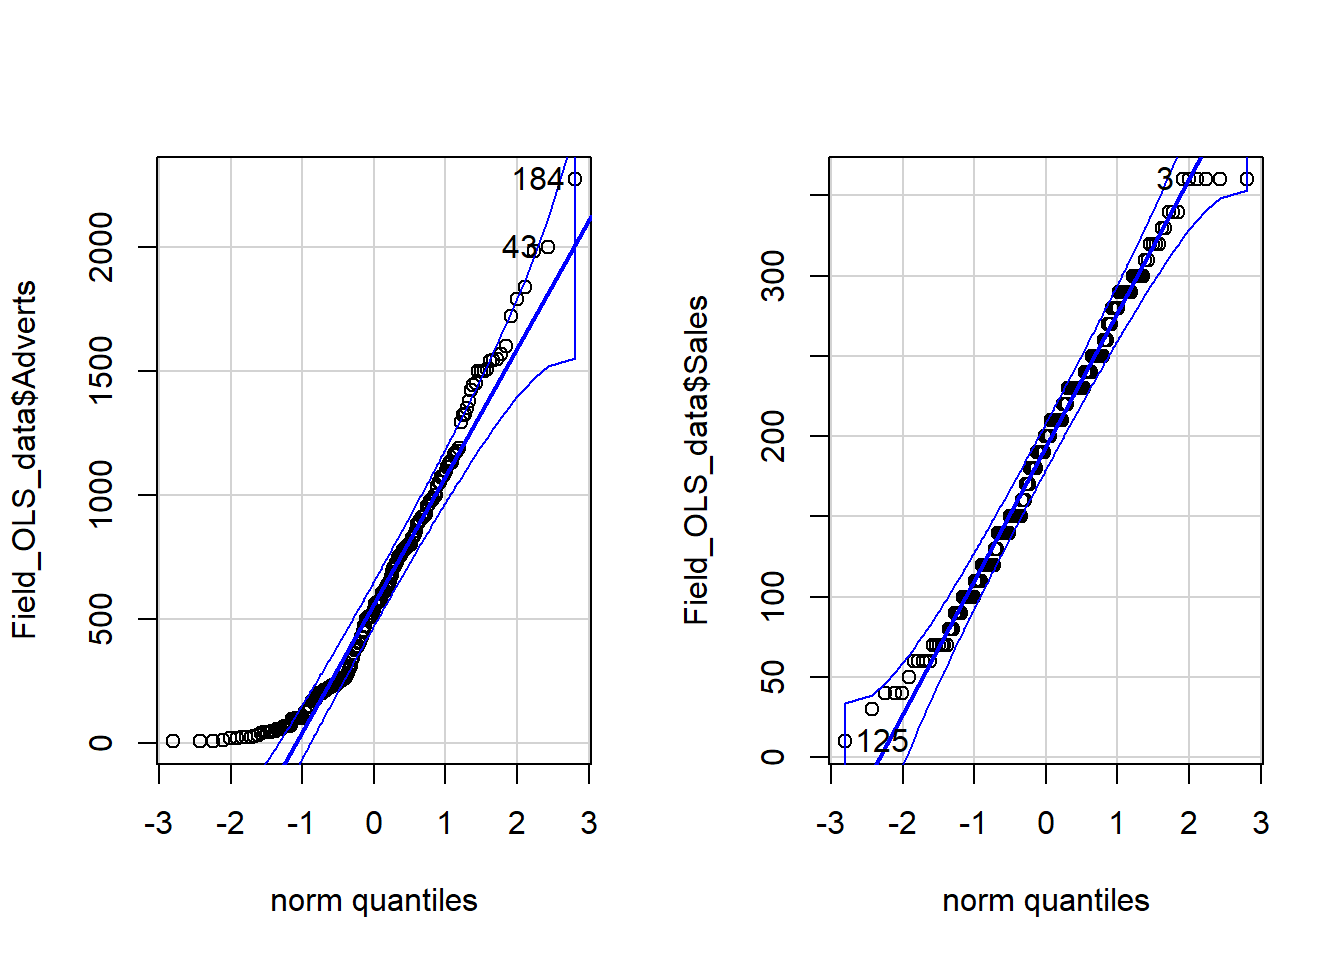 Field_OLS_data$Adverts
2000
1500
1000
500
0
184
43
-3 -2 -1 0 1 2 3
norm quantiles
Field_OLS_data$Sales
300
200
100
50
0
3
125
-3 -2 -1 0 1 2 3
norm quantiles